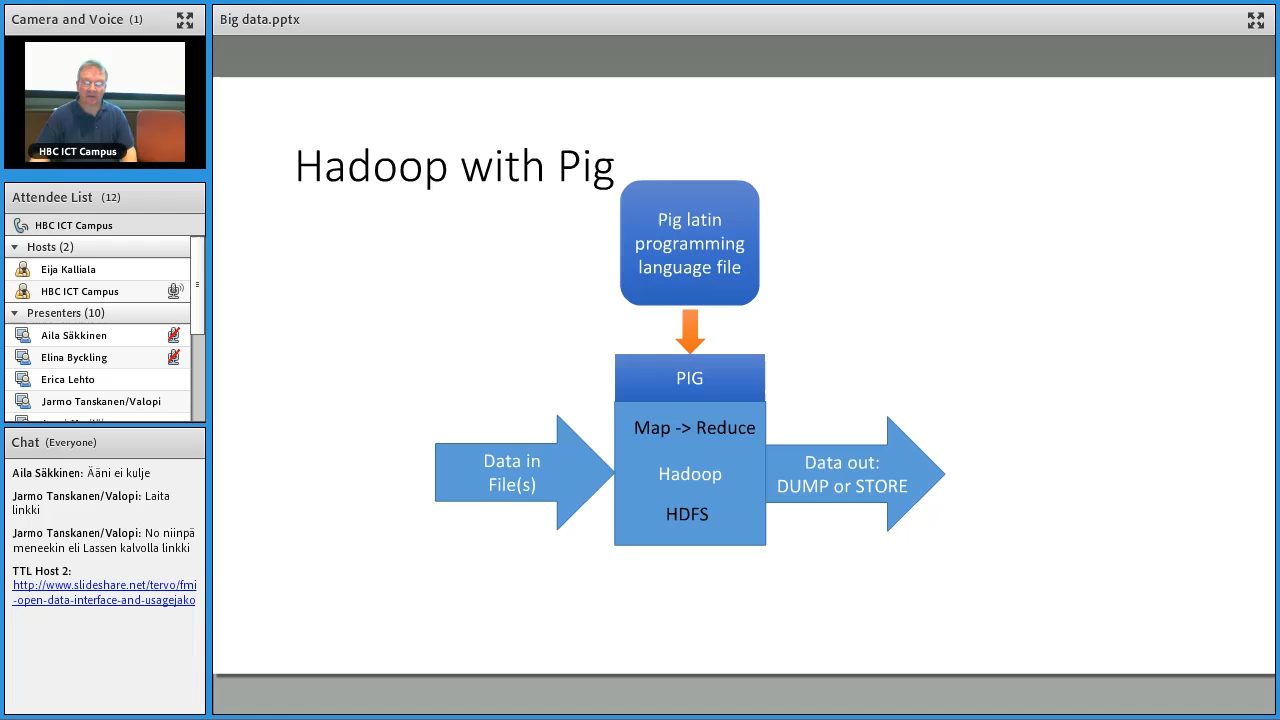 Camera and Voice (1)
HBC ICT Campus
Attendee List (12)
HBC ICT Campus
Hosts (2)
Eija Kalliala
HBC ICT Campus
Presenters (10)
Aila Säkkinen
Elina Byckling
Erica Lehto
Jarmo Tanskanen/Valopi
Chat (Everyone)
Aila Säkkinen: Ääni ei kulje
Jarmo Tanskanen/Valopi: Laita
linkki
Jarmo Tanskanen/Valopi: No niinpä
meneekin eli Lassen kalvolla linkki
TTL Host 2:
http://www.slideshare.net/tervo/fmi
-open-data-interface-and-usagejako
Big data.pptx
Hadoop with Pig
Pig latin
programming
language file
PIG
Map -> Reduce
Hadoop
HDFS
Data in
File(s)
Data out:
DUMP or STORE